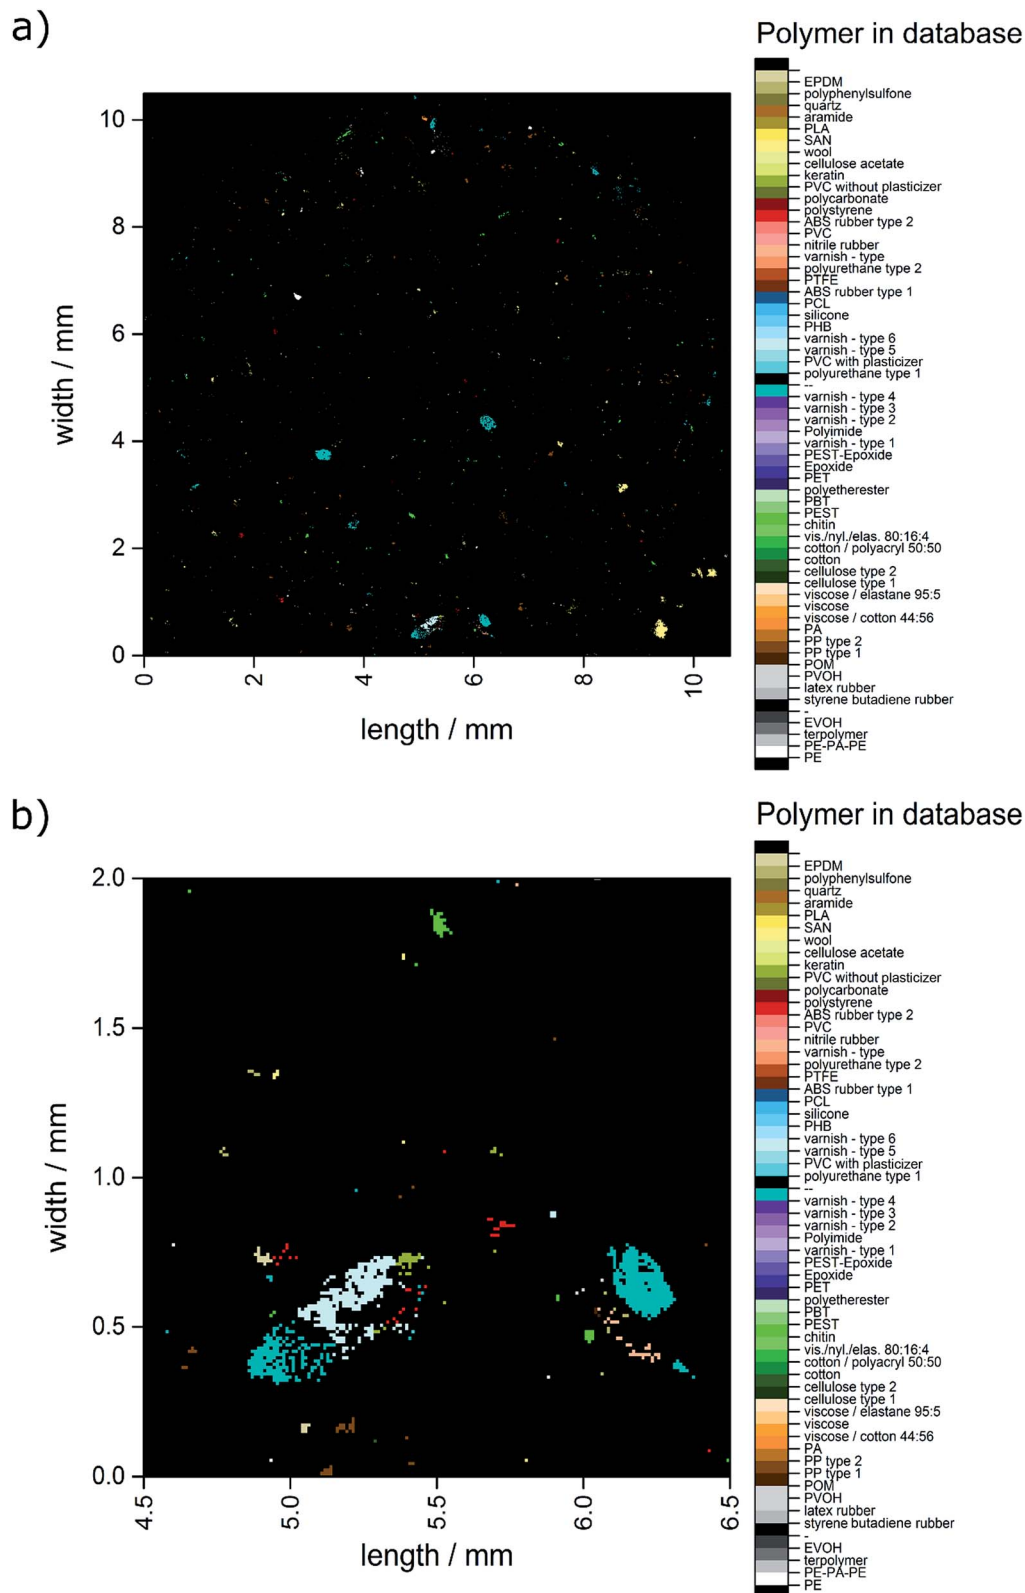 a)
Polymer in database
EPDM
polyphenylsulfone
quartz
aramide
PLA
SAN
wool
cellulose acetate
keratin
PVC without plasticizer
polycarbonate
polystyrene
ABS rubber type 2
PVC
nitrile rubber
varnish - type
polyurethane type 2
PTFE
ABS rubber type 1
PCL
silicone
PHB
varnish - type 6
varnish - type 5
PVC with plasticizer
polyurethane type 1
--
varnish - type 4
varnish - type 3
varnish - type 2
Polyimide
varnish - type 1
PEST-Epoxide
Epoxide
PET
polyetherester
PBT
PEST
chitin
vis./nyl./elas. 80:16:4
cotton / polyacryl 50:50
cotton
cellulose type 2
cellulose type 1
viscose / elastane 95:5
viscose
viscose / cotton 44:56
PA
PP type 2
PP type 1
POM
PVOH
latex rubber
styrene butadiene rubber
-
EVOH
terpolymer
PE-PA-PE
PE
10
8
6
4
2
0
width / mm
0 2 4 6 8 10
length / mm
b)
Polymer in database
EPDM
polyphenylsulfone
quartz
aramide
PLA
SAN
wool
cellulose acetate
keratin
PVC without plasticizer
polycarbonate
polystyrene
ABS rubber type 2
PVC
nitrile rubber
varnish - type
polyurethane type 2
PTFE
ABS rubber type 1
PCL
silicone
PHB
varnish - type 6
varnish - type 5
PVC with plasticizer
polyurethane type 1
--
varnish - type 4
varnish - type 3
varnish - type 2
Polyimide
varnish - type 1
PEST-Epoxide
Epoxide
PET
polyetherester
PBT
PEST
chitin
vis./nyl./elas. 80:16:4
cotton / polyacryl 50:50
cotton
cellulose type 2
cellulose type 1
viscose / elastane 95:5
viscose
viscose / cotton 44:56
PA
PP type 2
PP type 1
POM
PVOH
latex rubber
styrene butadiene rubber
-
EVOH
terpolymer
PE-PA-PE
PE
2.0
1.5
1.0
0.5
0.0
width / mm
4.5 5.0 5.5 6.0 6.5
length / mm